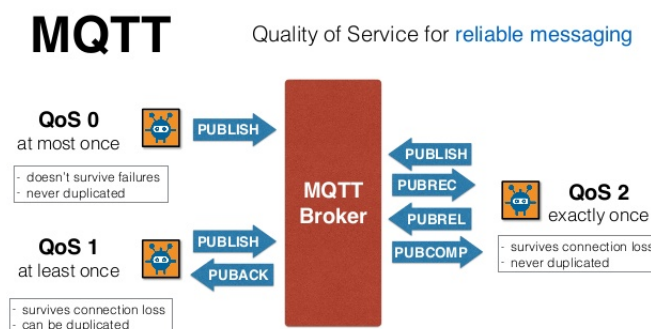 MQTT
Quality of Service for reliable messaging
QoS 0
at most once
PUBLISH
- doesn't survive failures
- never duplicated
QoS 1
at least once
PUBLISH
PUBACK
- survives connection loss
- can be duplicated
MQTT
Broker
PUBLISH
PUBREC
PUBREL
PUBCOMP
QoS 2
exactly once
- survives connection loss
- never duplicated